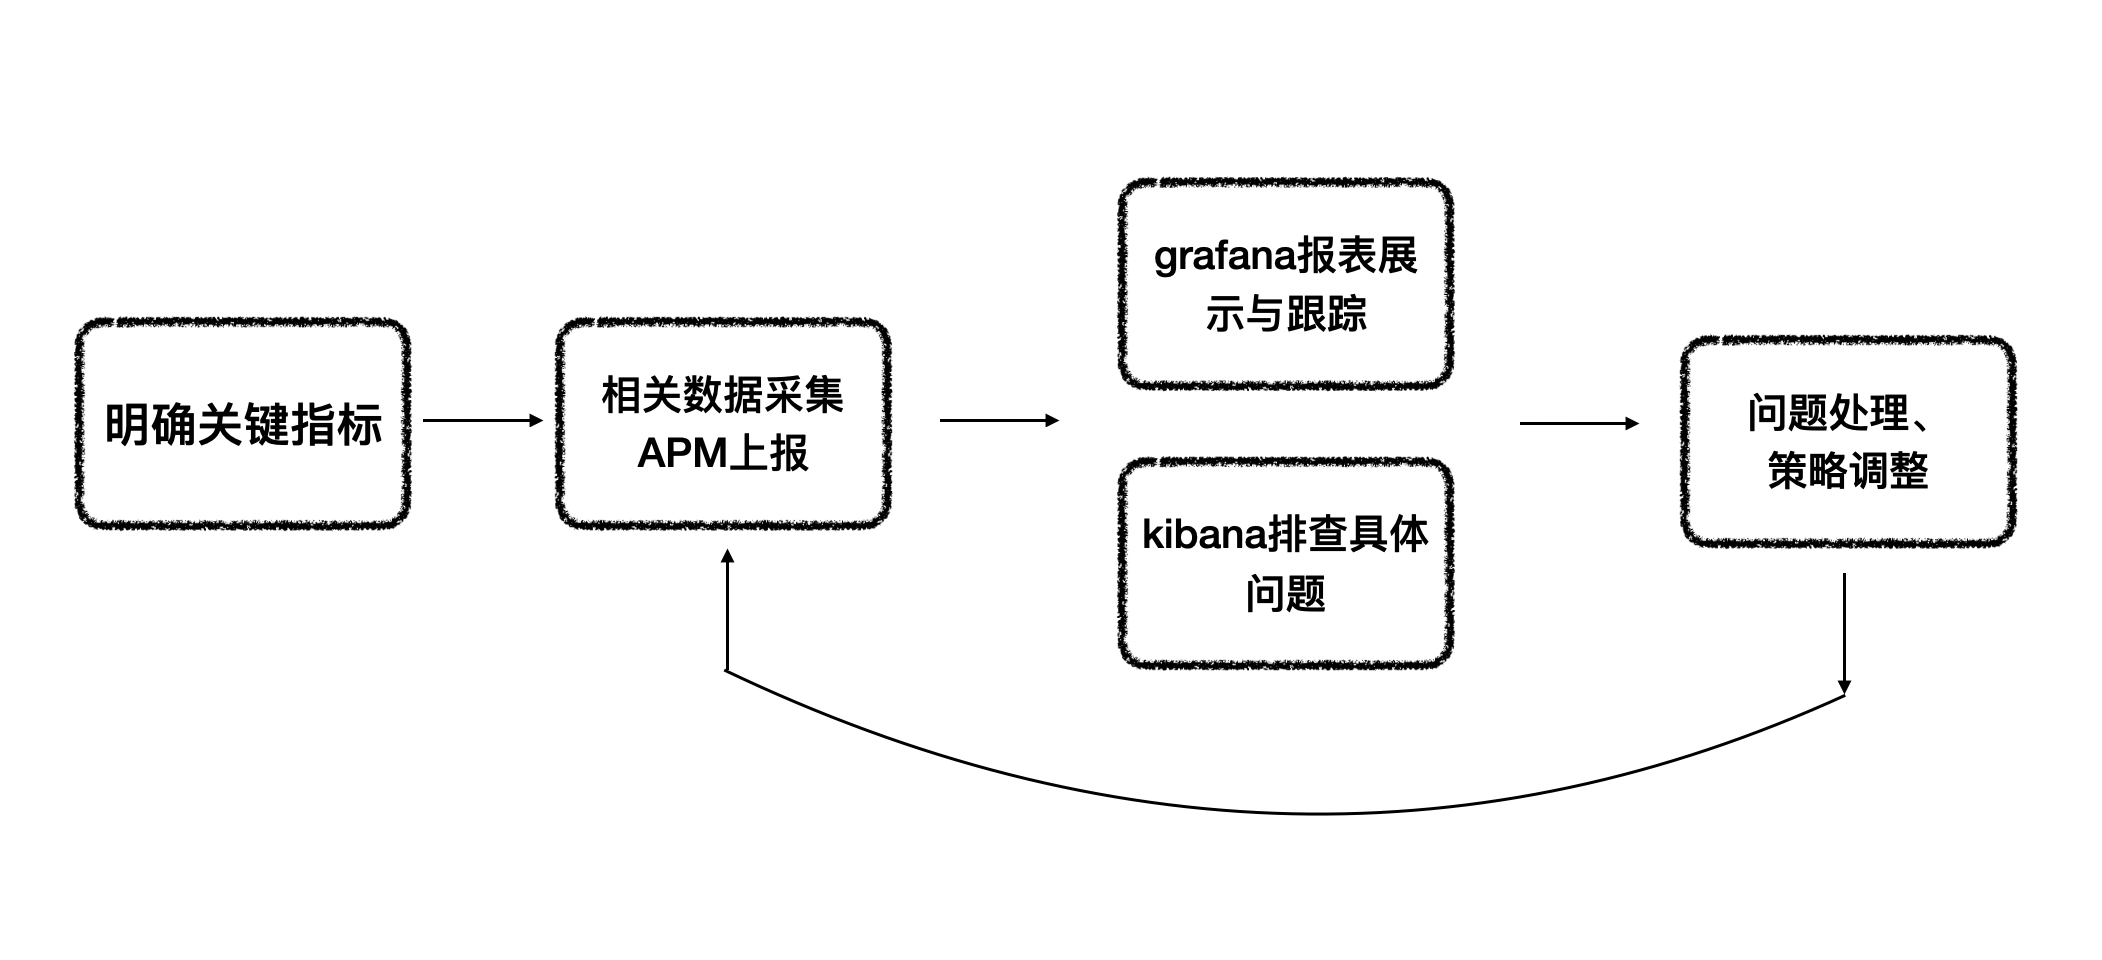 明确关键指标
相关数据采集
APM上报
grafana报表展
示与跟踪
kibana排查具体
问题
问题处理、
策略调整